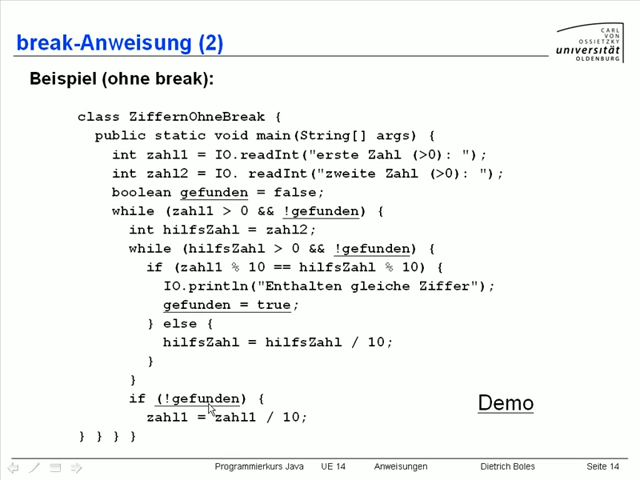 break-Anweisung (2)
CARL
VON
OSSIETZKY
universität
OLDENBURG
Beispiel (ohne break):
class ZiffernOhneBreak {
public static void main(String[] args) {
int zahl1 = IO.readInt("erste Zahl (>0): ");
int zahl2 = IO. readInt("zweite Zahl (>0): ");
boolean gefunden = false;
while (zahl1 > 0 && !gefunden) {
int hilfsZahl = zahl2;
while (hilfsZahl > 0 && !gefunden) {
if (zahl1 % 10 == hilfsZahl % 10) {
IO.println("Enthalten gleiche Ziffer");
gefunden = true;
} else {
hilfsZahl = hilfsZahl / 10;
}
}
if (!gefunden) {
zahl1 = zahl1 / 10;
} } } }
Demo
Programmierkurs Java UE 14 Anweisungen Dietrich Boles Seite 14